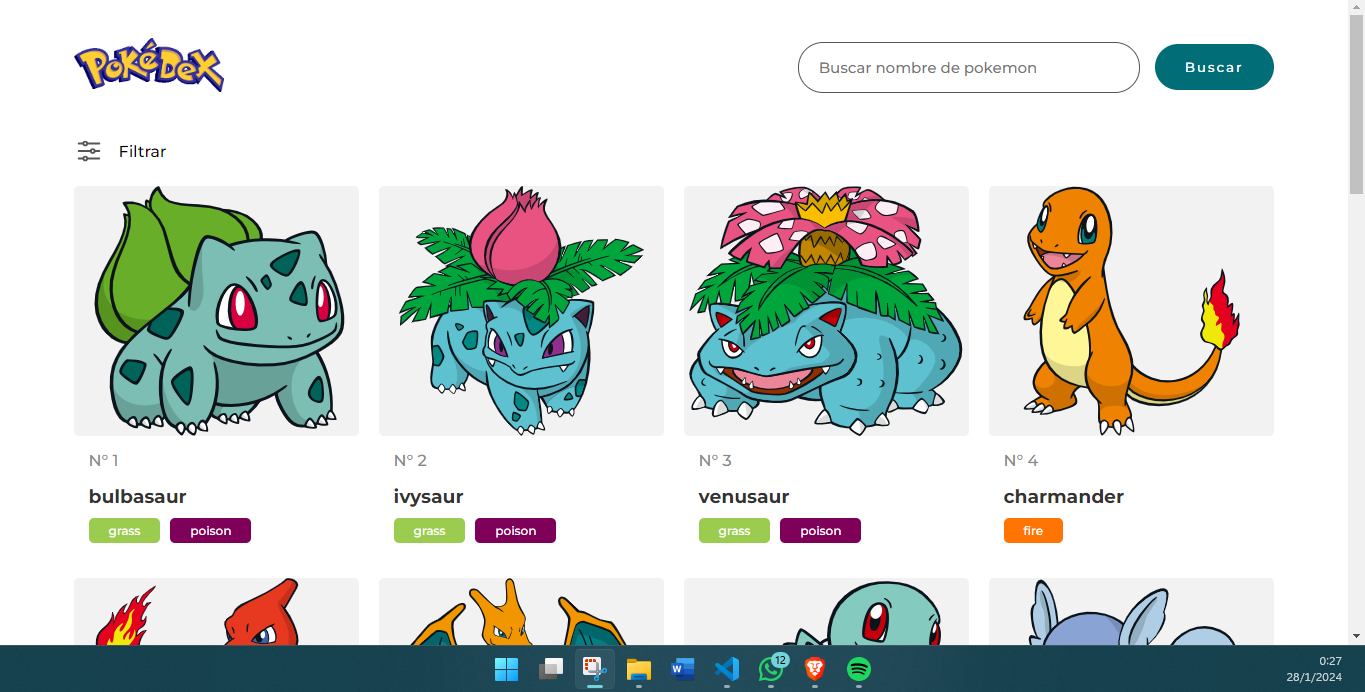 PoKéDeX
Buscar nombre de pokemon
Buscar
Filtrar
N° 1
N° 2
N° 3
N° 4
bulbasaur
ivysaur
venusaur
charmander
grass poison
grass poison
grass poison
fire
W
12
0:27
28/1/2024